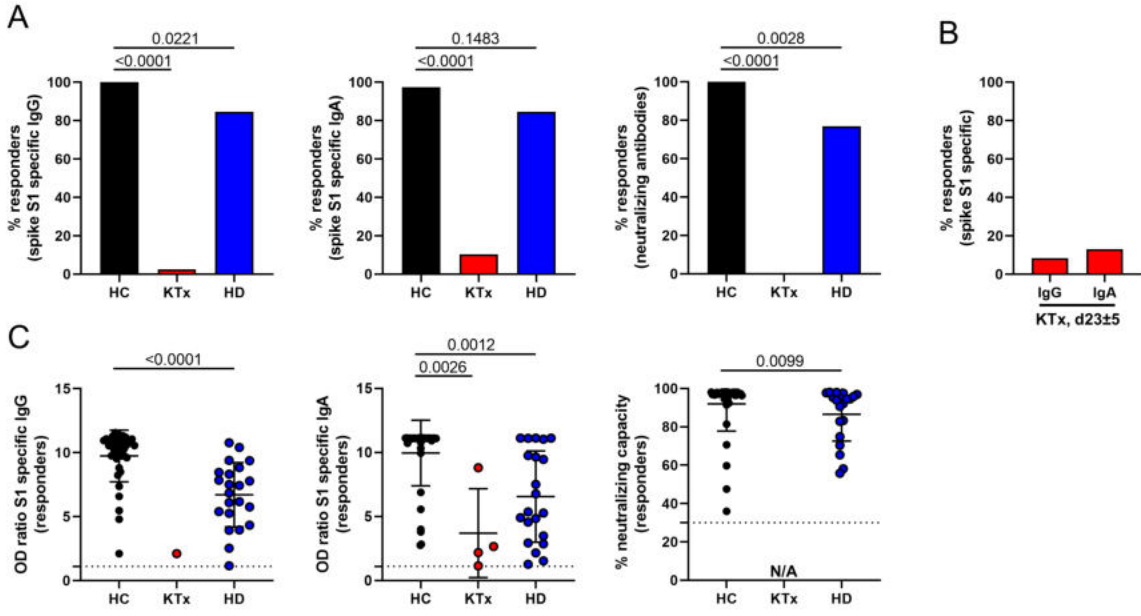 A
0.0221
<0.0001
% responders
(spike S1 specific IgG)
100
80
60
40
20
0
HC KTx HD
0.1483
<0.0001
% responders
(spike S1 specific IgA)
100
80
60
40
20
0
HC KTx HD
0.0028
<0.0001
% responders
(neutralizing antibodies)
100
80
60
40
20
0
HC KTx HD
B
% responders
(spike S1 specific)
100
80
60
40
20
0
IgG IgA
KTx, d23±5
C
<0.0001
OD ratio S1 specific IgG
(responders)
15
10
5
0
HC KTx HD
0.0012
0.0026
OD ratio S1 specific IgA
(responders)
15
10
5
0
HC KTx HD
0.0099
% neutralizing capacity
(responders)
100
80
60
40
20
0
N/A
HC KTx HD